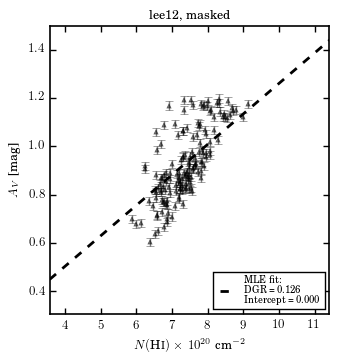 lee12, masked
1.4
1.2
1.0
0.8
0.6
0.4
A_V [mag]
4 5 6 7 8 9 10 11
N(HI) × 10^20 cm^−2
MLE fit:
DGR = 0.126
Intercept = 0.000